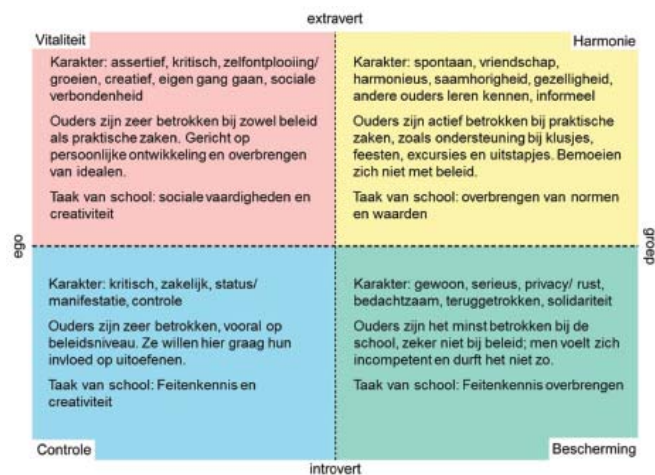 extravert
Vitaliteit
Karakter: assertief, kritisch, zelfontplooiing/
groeien, creatief, eigen gang gaan, sociale
verbondenheid
Ouders zijn zeer betrokken bij zowel beleid
als praktische zaken. Gericht op
persoonlijke ontwikkeling en overbrengen
van idealen.
Taak van school: sociale vaardigheden en
creativiteit
Harmonie
Karakter: spontaan, vriendschap,
harmonieus, saamhorigheid, gezelligheid,
andere ouders leren kennen, informeel
Ouders zijn actief betrokken bij praktische
zaken, zoals ondersteuning bij klusjes,
feesten, excursies en uitstapjes. Bemoeien
zich niet met beleid.
Taak van school: overbrengen van normen
en waarden
ego
groep
Karakter: kritisch, zakelijk, status/
manifestatie, controle
Ouders zijn zeer betrokken, vooral op
beleidsniveau. Ze willen hier graag hun
invloed op uitoefenen.
Taak van school: Feitenkennis en
creativiteit
Controle
Karakter: gewoon, serieus, privacy/ rust,
bedachtzaam, teruggetrokken, solidariteit
Ouders zijn het minst betrokken bij de
school, zeker niet bij beleid; men voelt zich
incompetent en durft het niet zo.
Taak van school: Feitenkennis overbrengen
Bescherming
introvert